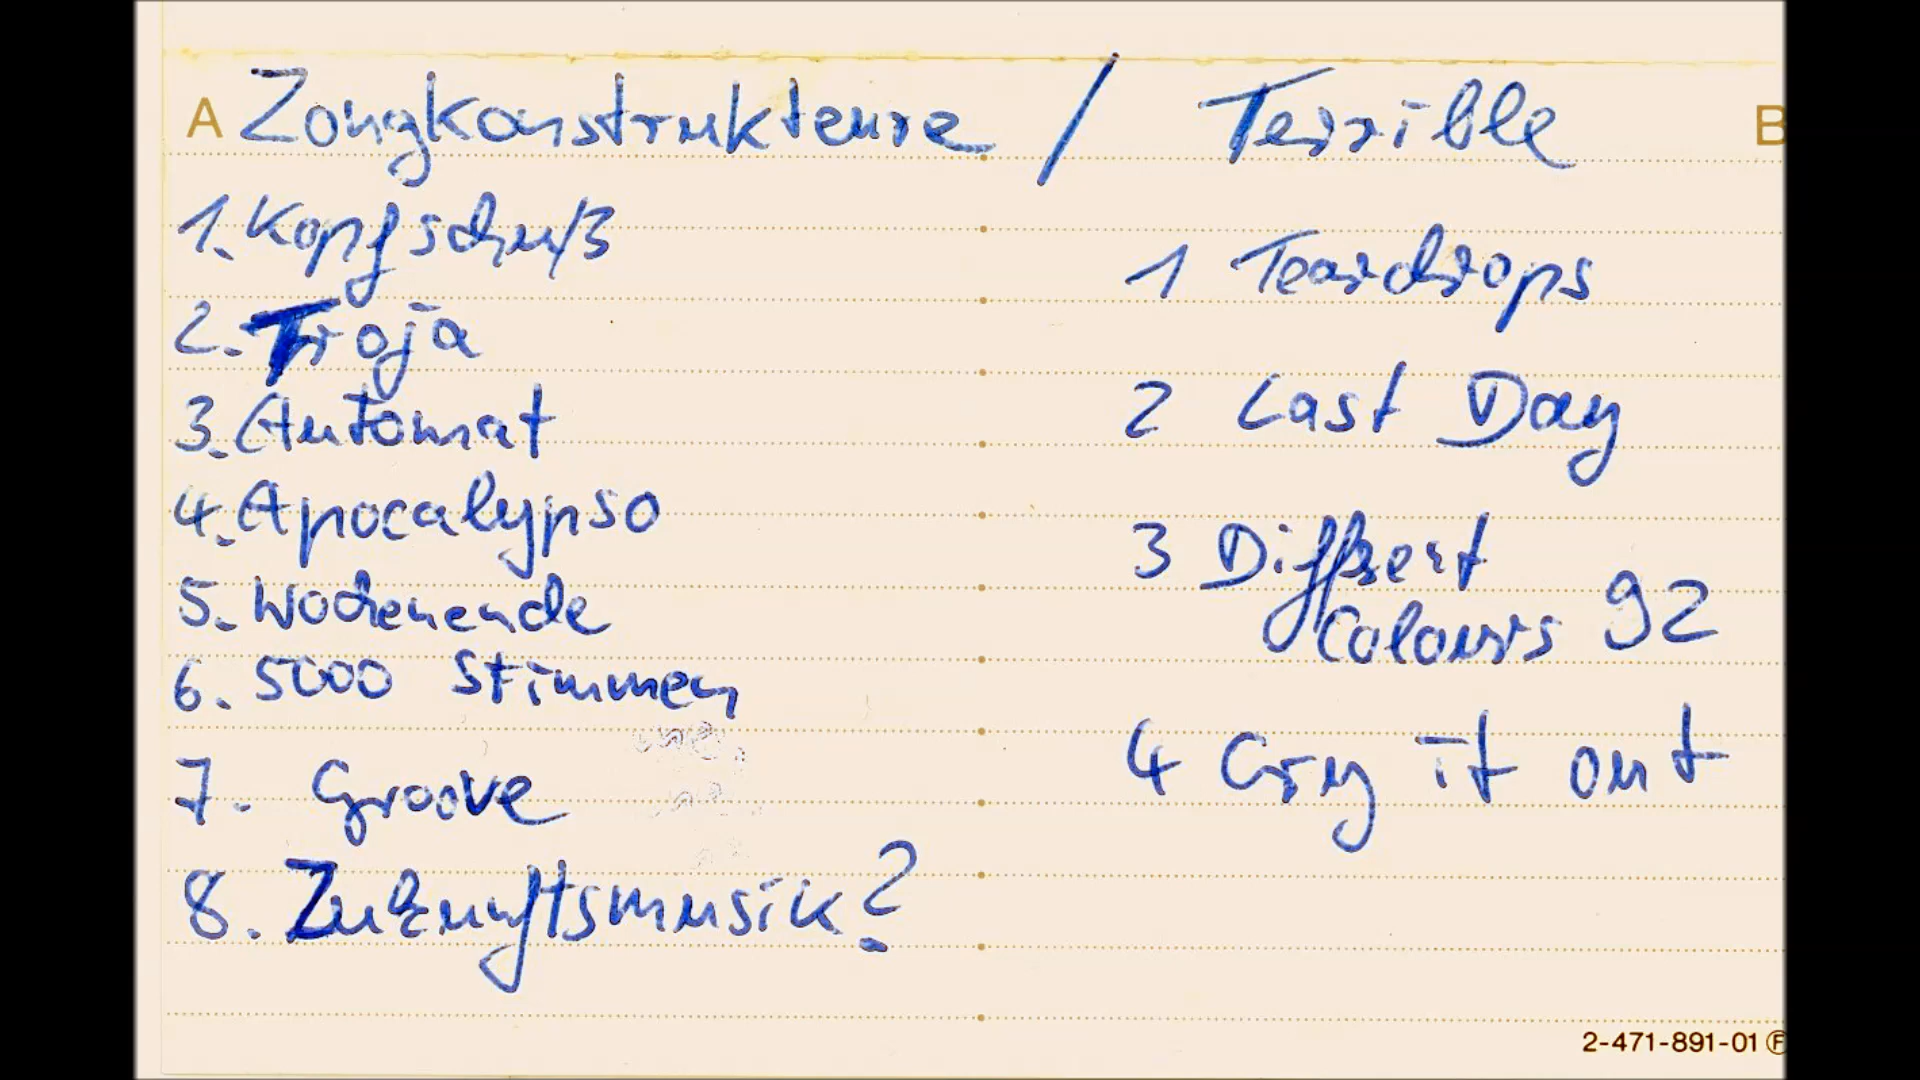 A Zongkonstrukteure / Terrible B
1. Kopfschuß
2. Troja
3. Automat
4. Apocalypso
5. Wochenende
6. 5000 Stimmen
7. Groove
8. Zukunftsmusik?
1 Teardrops
2 Last Day
3 Diffrent
Colours 92
4 Cry it out
2-471-891-01 Ⓕ